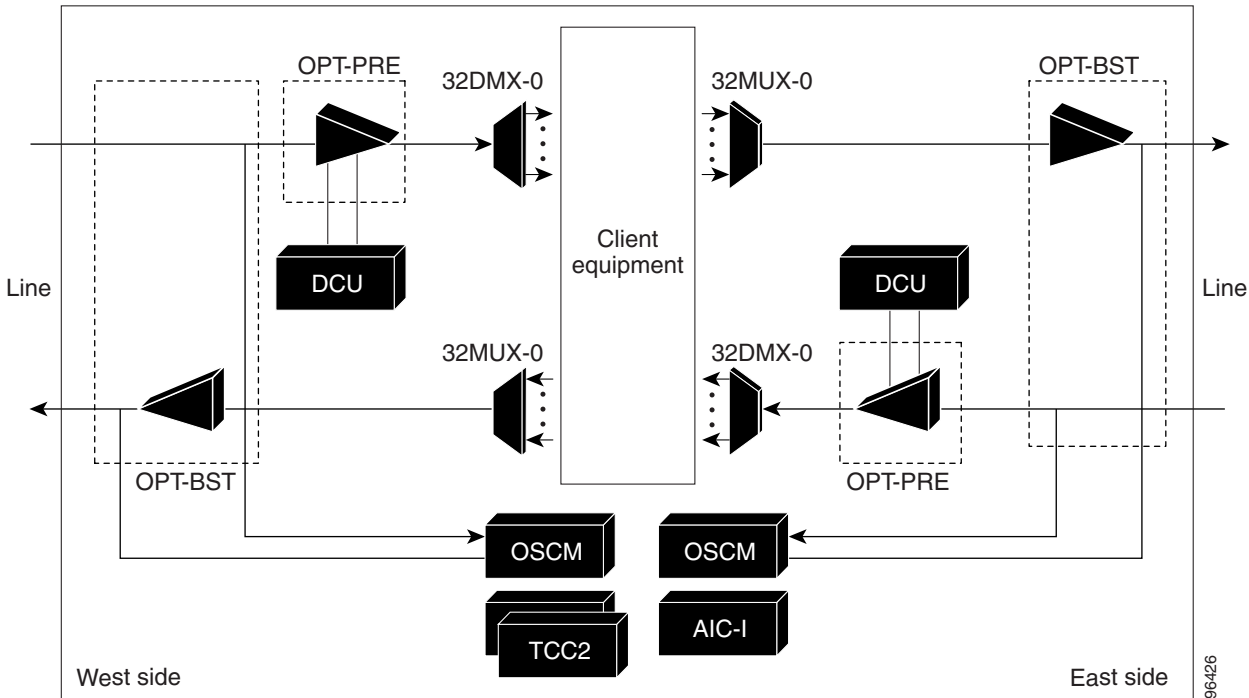 OPT-PRE
32DMX-0
32MUX-0
OPT-BST
Client
equipment
DCU
DCU
Line
Line
32MUX-0
32DMX-0
OPT-BST
OPT-PRE
OSCM
OSCM
TCC2
AIC-I
West side
East side
96426